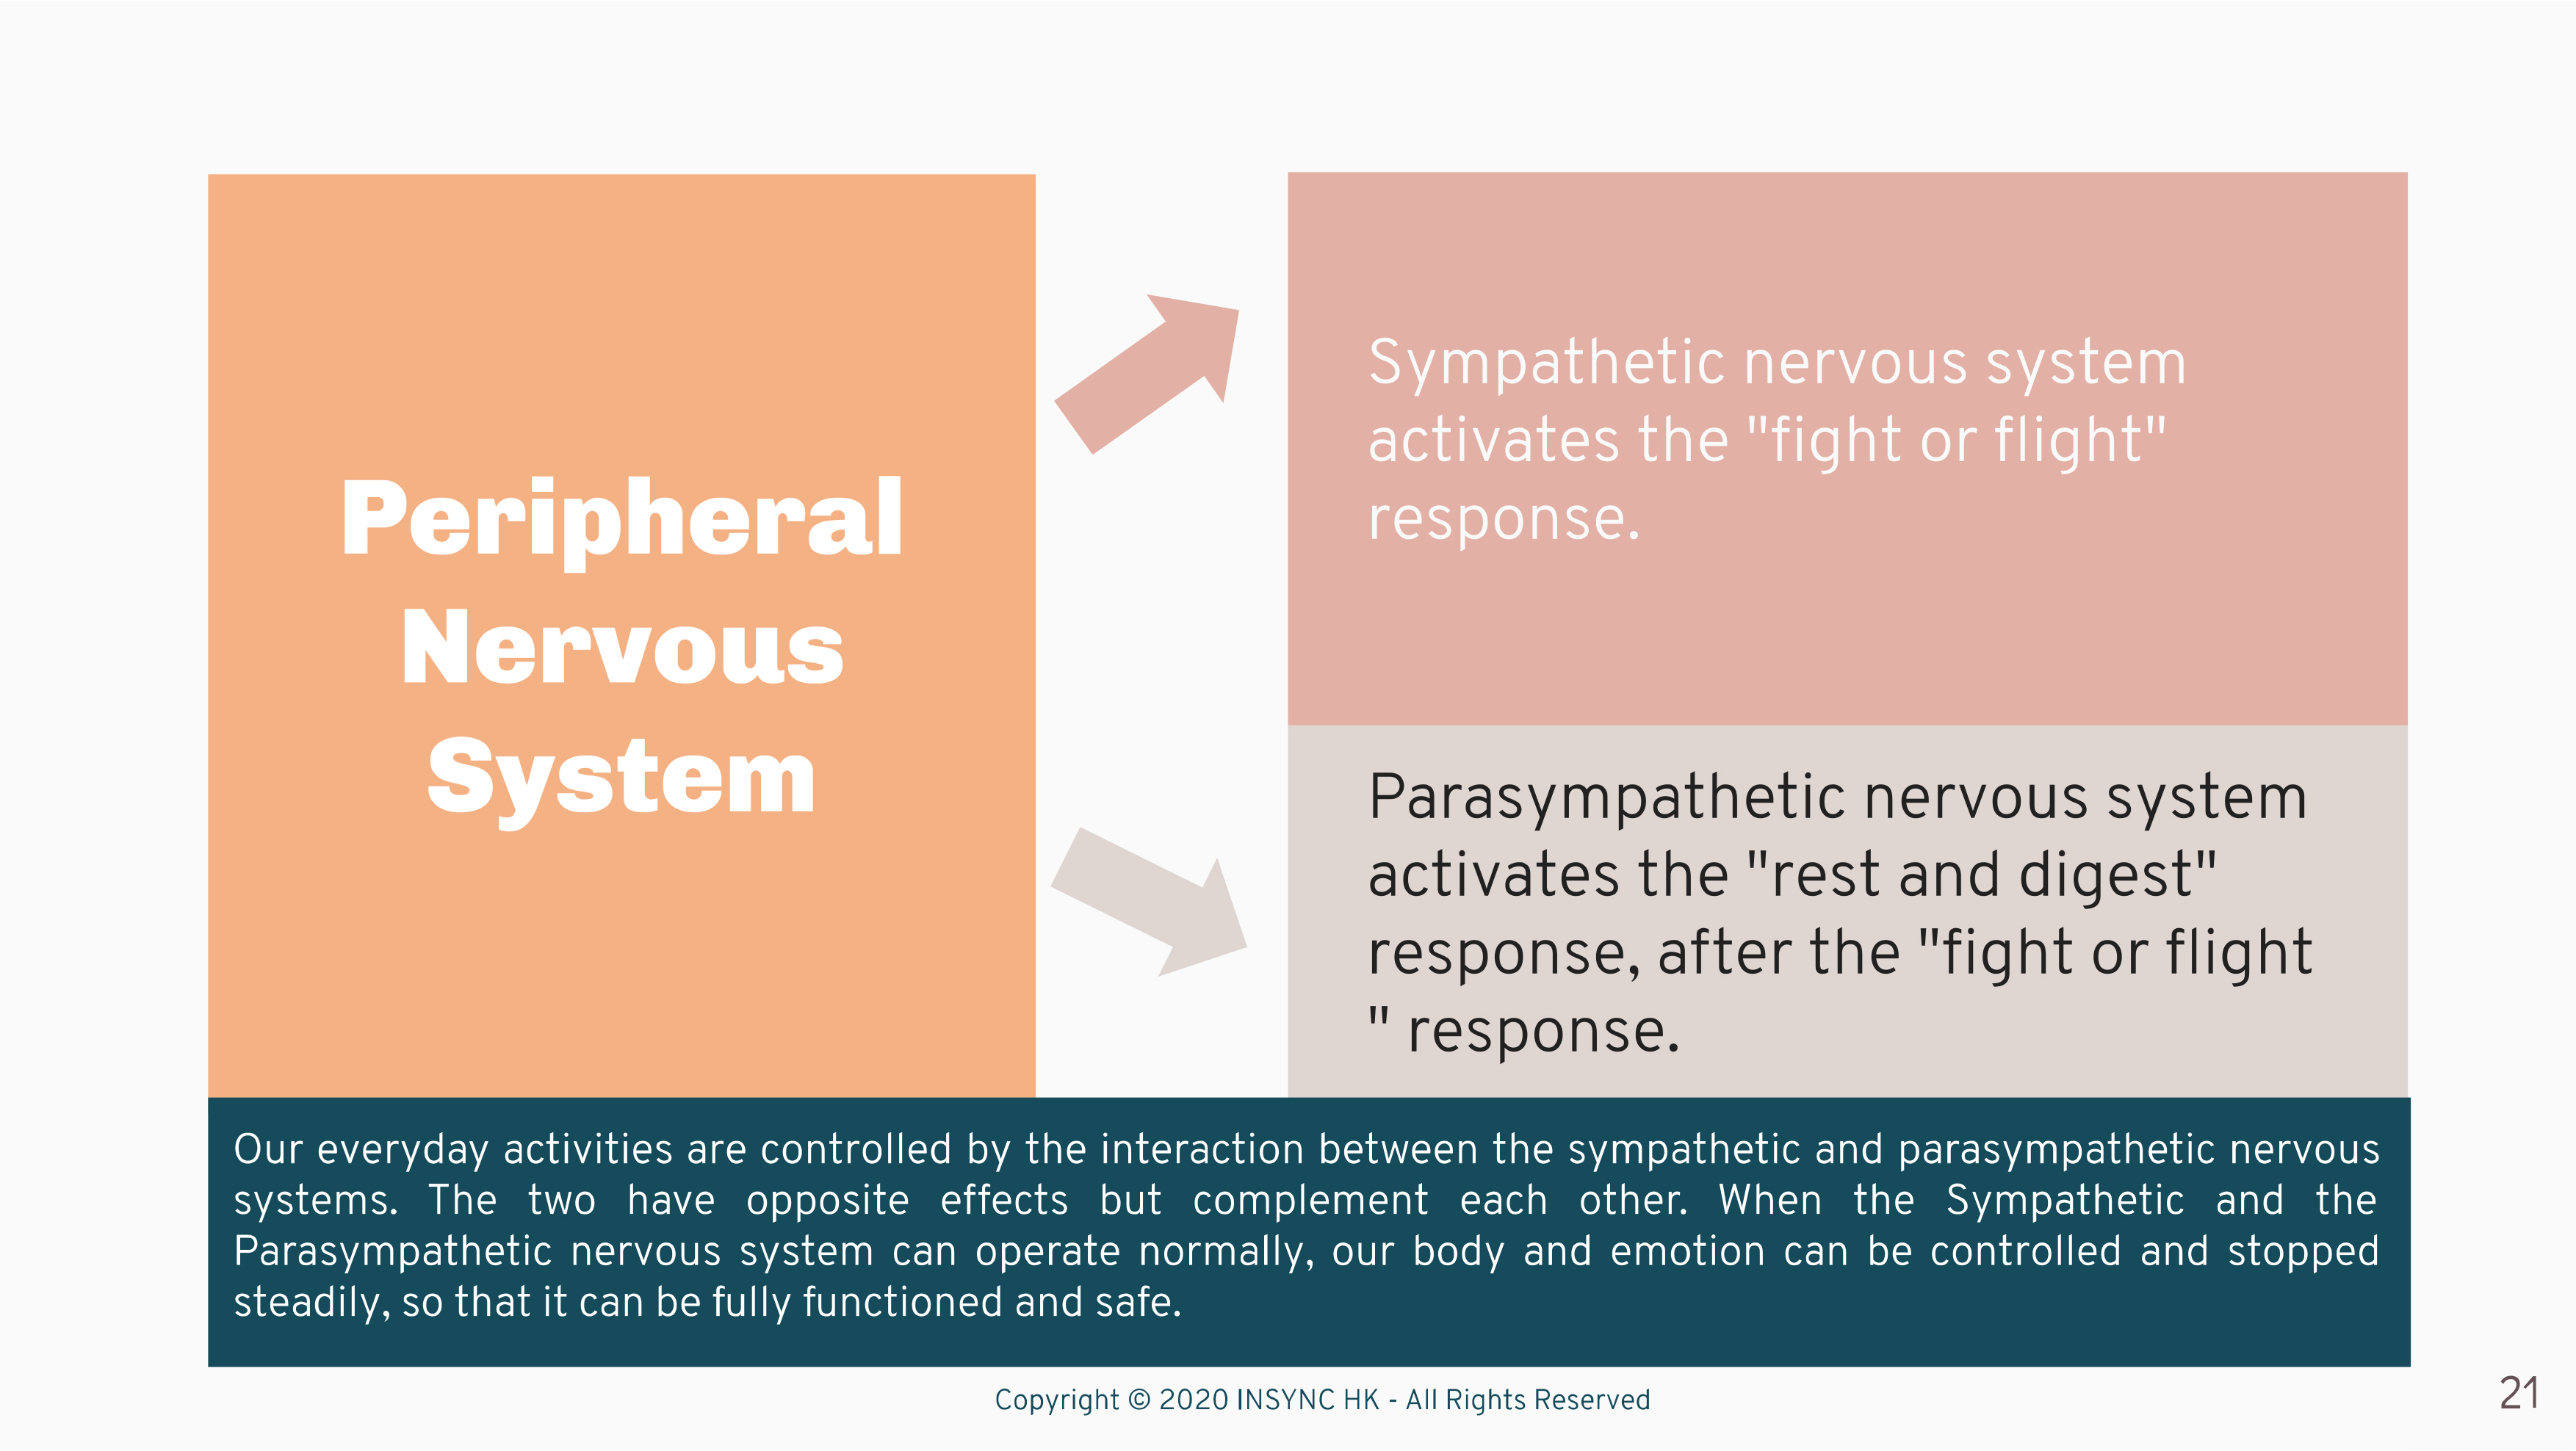 Peripheral
Nervous
System
Sympathetic nervous system
activates the "fight or flight"
response.
Parasympathetic nervous system
activates the "rest and digest"
response, after the "fight or flight
" response.
Our everyday activities are controlled by the interaction between the sympathetic and parasympathetic nervous
systems. The two have opposite effects but complement each other. When the Sympathetic and the
Parasympathetic nervous system can operate normally, our body and emotion can be controlled and stopped
steadily, so that it can be fully functioned and safe.
Copyright © 2020 INSYNC HK - All Rights Reserved
21